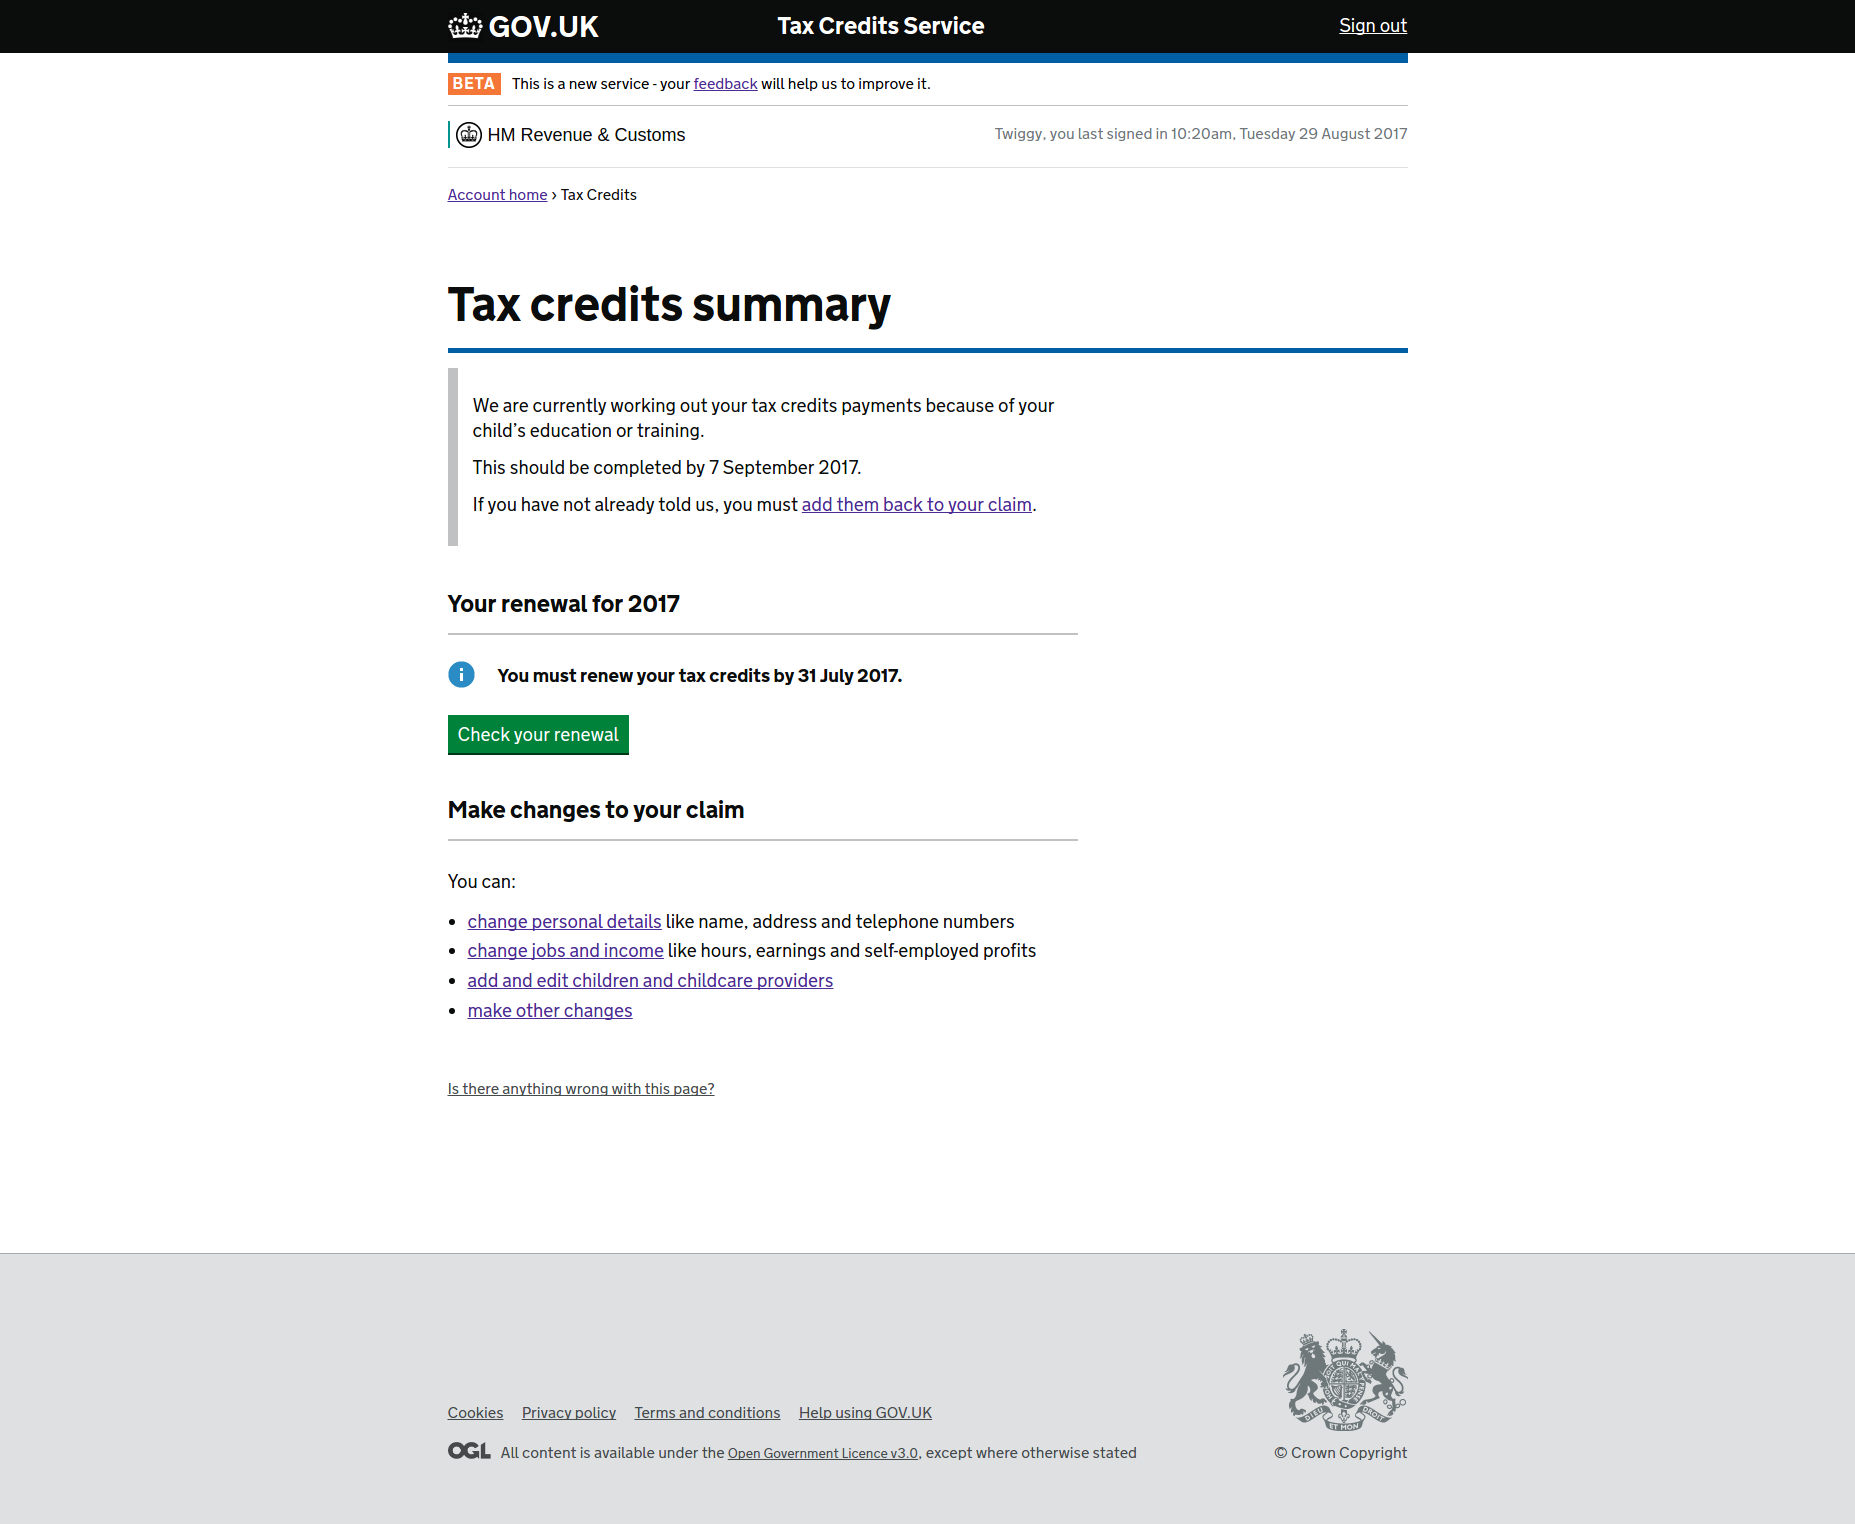 GOV.UK
Tax Credits Service
Sign out
BETA This is a new service - your feedback will help us to improve it.
HM Revenue & Customs
Twiggy, you last signed in 10:20am, Tuesday 29 August 2017
Account home › Tax Credits
Tax credits summary
We are currently working out your tax credits payments because of your
child’s education or training.
This should be completed by 7 September 2017.
If you have not already told us, you must add them back to your claim.
Your renewal for 2017
You must renew your tax credits by 31 July 2017.
Check your renewal
Make changes to your claim
You can:
• change personal details like name, address and telephone numbers
• change jobs and income like hours, earnings and self-employed profits
• add and edit children and childcare providers
• make other changes
Is there anything wrong with this page?
Cookies Privacy policy Terms and conditions Help using GOV.UK
OGL All content is available under the Open Government Licence v3.0, except where otherwise stated
DIEU ET MON DROIT
© Crown Copyright